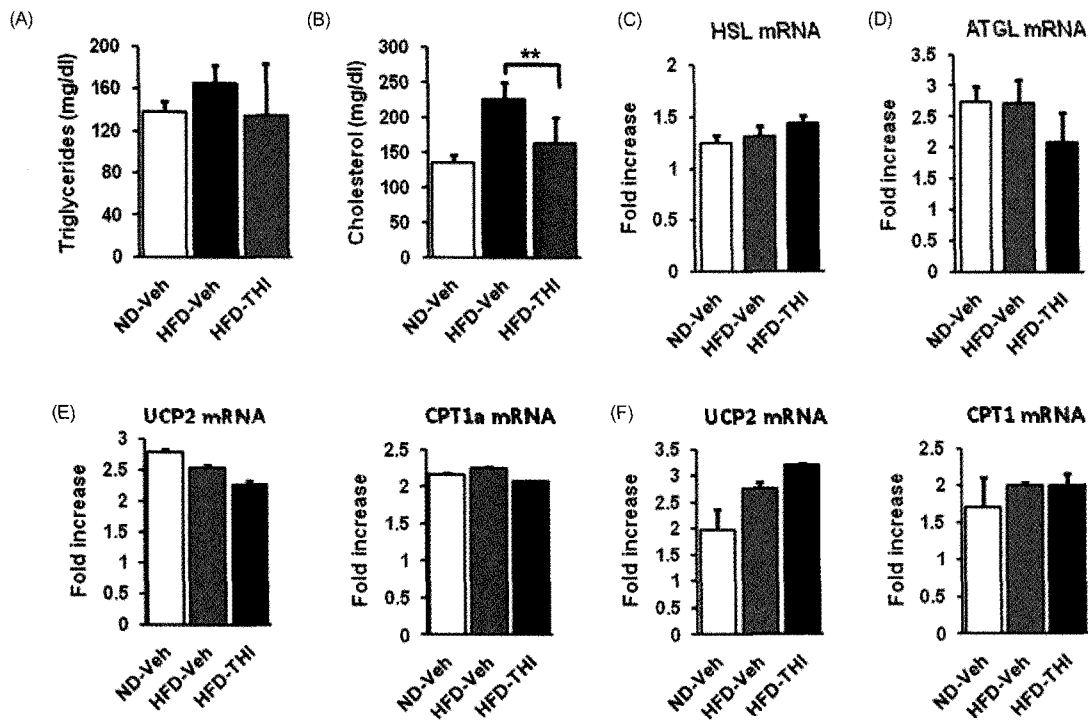 (A)
Triglycerides (mg/dl)
200
160
120
80
40
0
ND-Veh
HFD-Veh
HFD-THI
(B)
Cholesterol (mg/dl)
300
250
200
150
100
50
0
**
ND-Veh
HFD-Veh
HFD-THI
(C)
HSL mRNA
Fold increase
2
1.5
1
0.5
0
ND-Veh
HFD-Veh
HFD-THI
(D)
ATGL mRNA
Fold increase
3.5
3
2.5
2
1.5
1
0.5
0
ND-Veh
HFD-Veh
HFD-THI
(E)
UCP2 mRNA
Fold increase
3
2.5
2
1.5
1
0.5
0
ND-Veh
HFD-Veh
HFD-THI
CPT1a mRNA
Fold increase
2.5
2
1.5
1
0.5
0
ND-Veh
HFD-Veh
HFD-THI
(F)
UCP2 mRNA
Fold increase
3.5
3
2.5
2
1.5
1
0.5
0
ND-Veh
HFD-Veh
HFD-THI
CPT1 mRNA
Fold increase
2.5
2
1.5
1
0.5
0
ND-Veh
HFD-Veh
HFD-THI